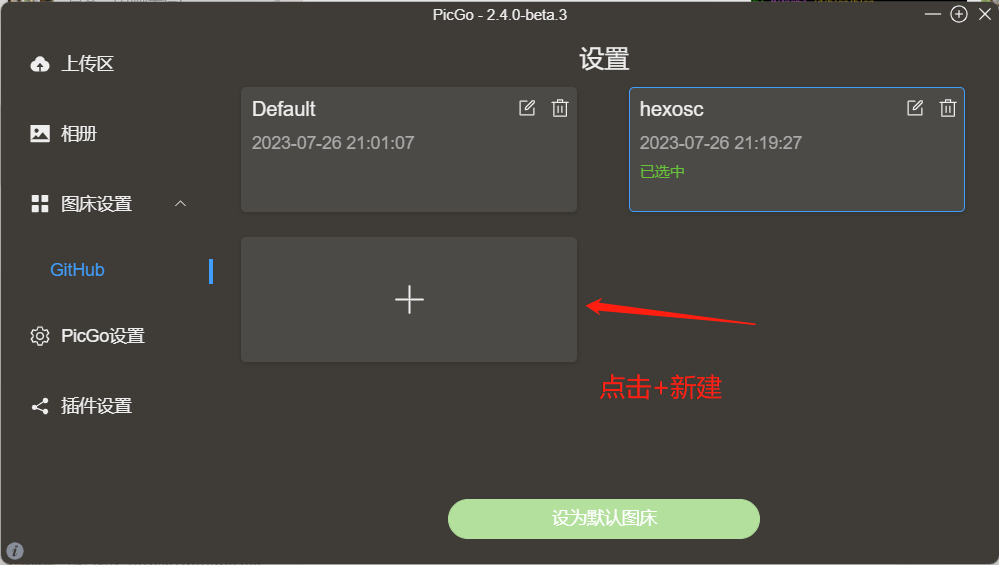 PicGo - 2.4.0-beta.3
上传区
相册
图床设置
GitHub
PicGo设置
插件设置
设置
Default
2023-07-26 21:01:07
hexosc
2023-07-26 21:19:27
已选中
点击+新建
设为默认图床